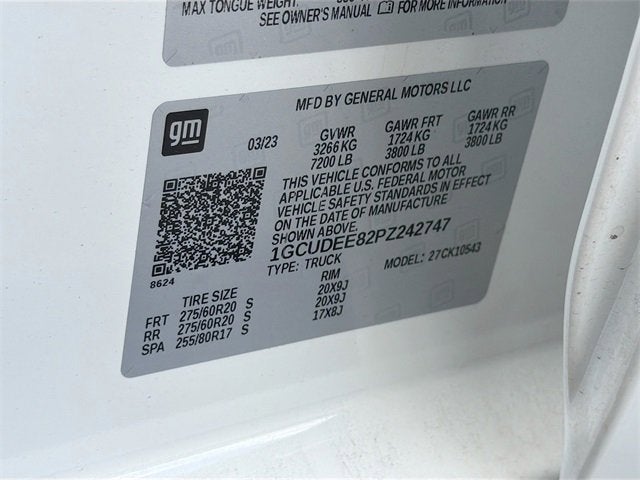 MAX TONGUE WEIGHT:
SEE OWNER'S MANUAL FOR MORE INFORMATION
gm
MFD BY GENERAL MOTORS LLC
03/23
GVWR GAWR FRT GAWR RR
3266 KG 1724 KG 1724 KG
7200 LB 3800 LB 3800 LB
THIS VEHICLE CONFORMS TO ALL
APPLICABLE U.S. FEDERAL MOTOR
VEHICLE SAFETY STANDARDS IN EFFECT
ON THE DATE OF MANUFACTURE
SHOWN ABOVE.
1GCUDEE82PZ242747
TYPE: TRUCK MODEL: 27CK10543
8624
TIRE SIZE RIM
FRT 275/60R20 S 20X9J
RR 275/60R20 S 20X9J
SPA 255/80R17 S 17X8J